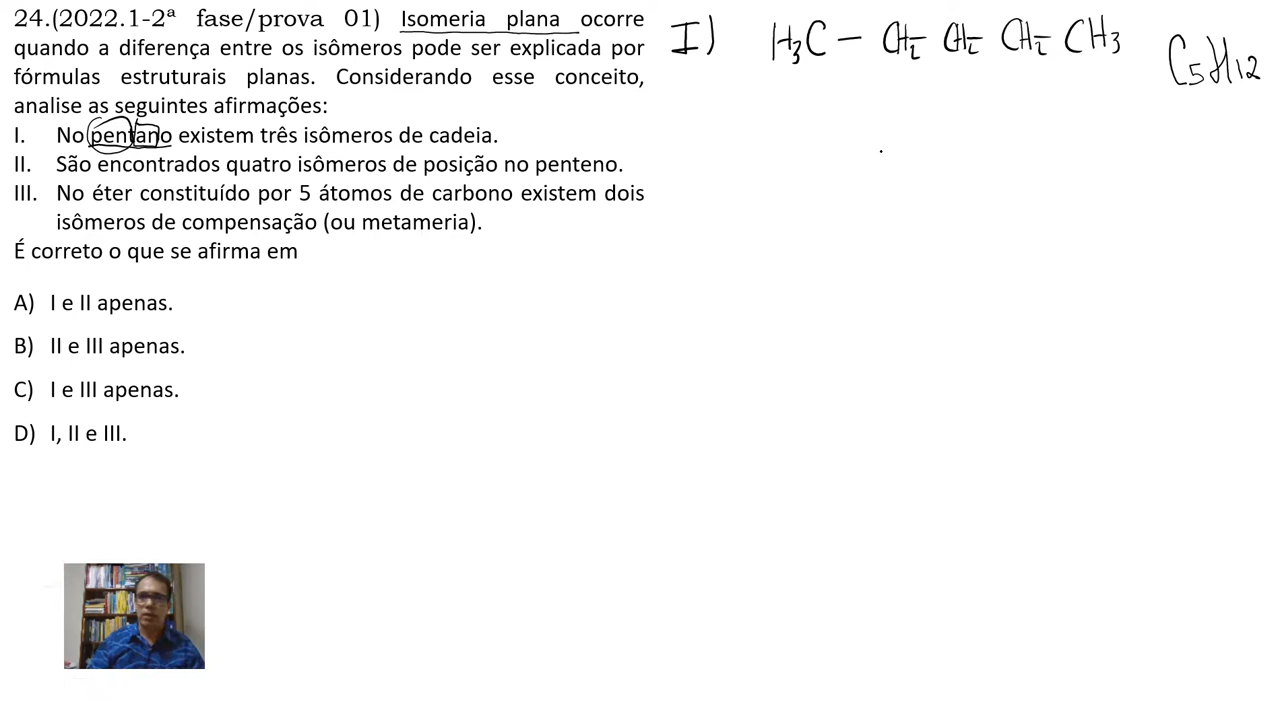 24.(2022.1-2ª fase/prova 01) Isomeria plana ocorre
quando a diferença entre os isômeros pode ser explicada por
fórmulas estruturais planas. Considerando esse conceito,
analise as seguintes afirmações:
I. No pentano existem três isômeros de cadeia.
II. São encontrados quatro isômeros de posição no penteno.
III. No éter constituído por 5 átomos de carbono existem dois
isômeros de compensação (ou metameria).
É correto o que se afirma em
A) I e II apenas.
B) II e III apenas.
C) I e III apenas.
D) I, II e III.
I) H3C – CH2– CH2– CH2– CH3 C5H12